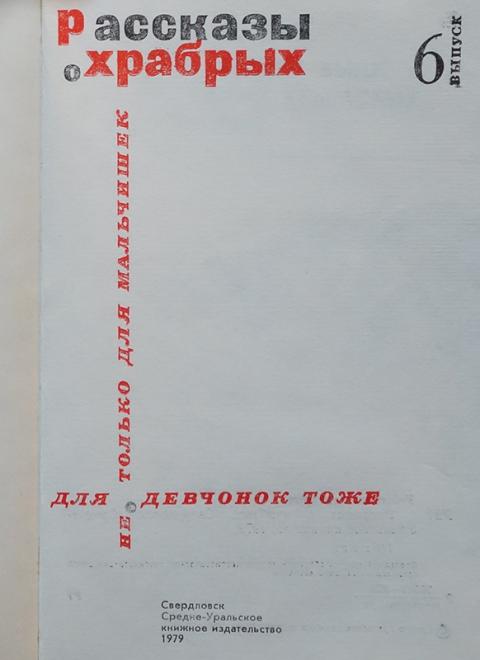 Рассказы
о храбрых
6
выпуск
не только для мальчишек
для девчонок тоже
Свердловск
Средне-Уральское
книжное издательство
1979